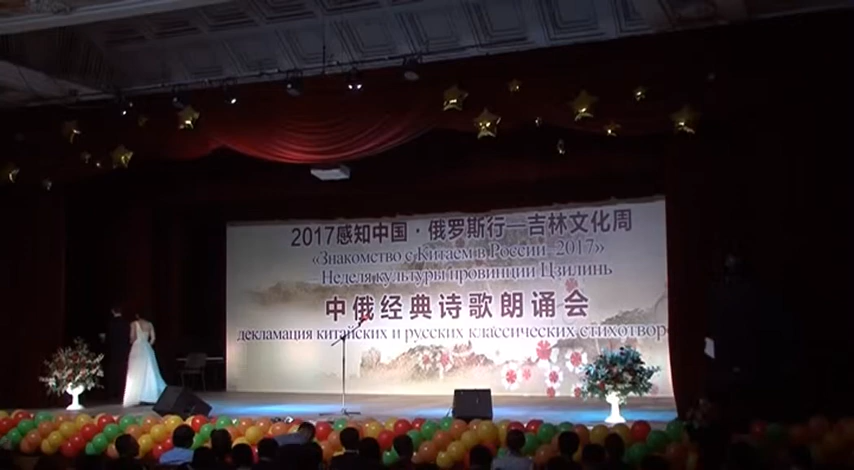 2017感知中国·俄罗斯行—吉林文化周
«Знакомство с Китаем в России-2017»
Неделя культуры провинции Цзилинь
中俄经典诗歌朗诵会
декламация китайских и русских классических стихотвор